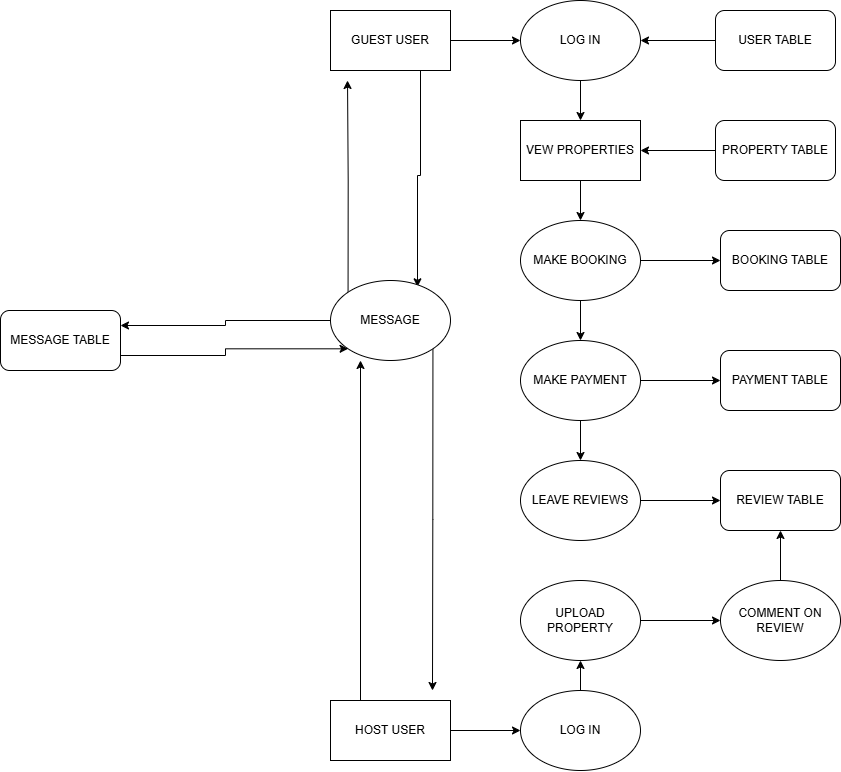 GUEST USER
LOG IN
USER TABLE
VEW PROPERTIES
PROPERTY TABLE
MAKE BOOKING
BOOKING TABLE
MESSAGE
MESSAGE TABLE
MAKE PAYMENT
PAYMENT TABLE
LEAVE REVIEWS
REVIEW TABLE
UPLOAD
PROPERTY
COMMENT ON
REVIEW
HOST USER
LOG IN